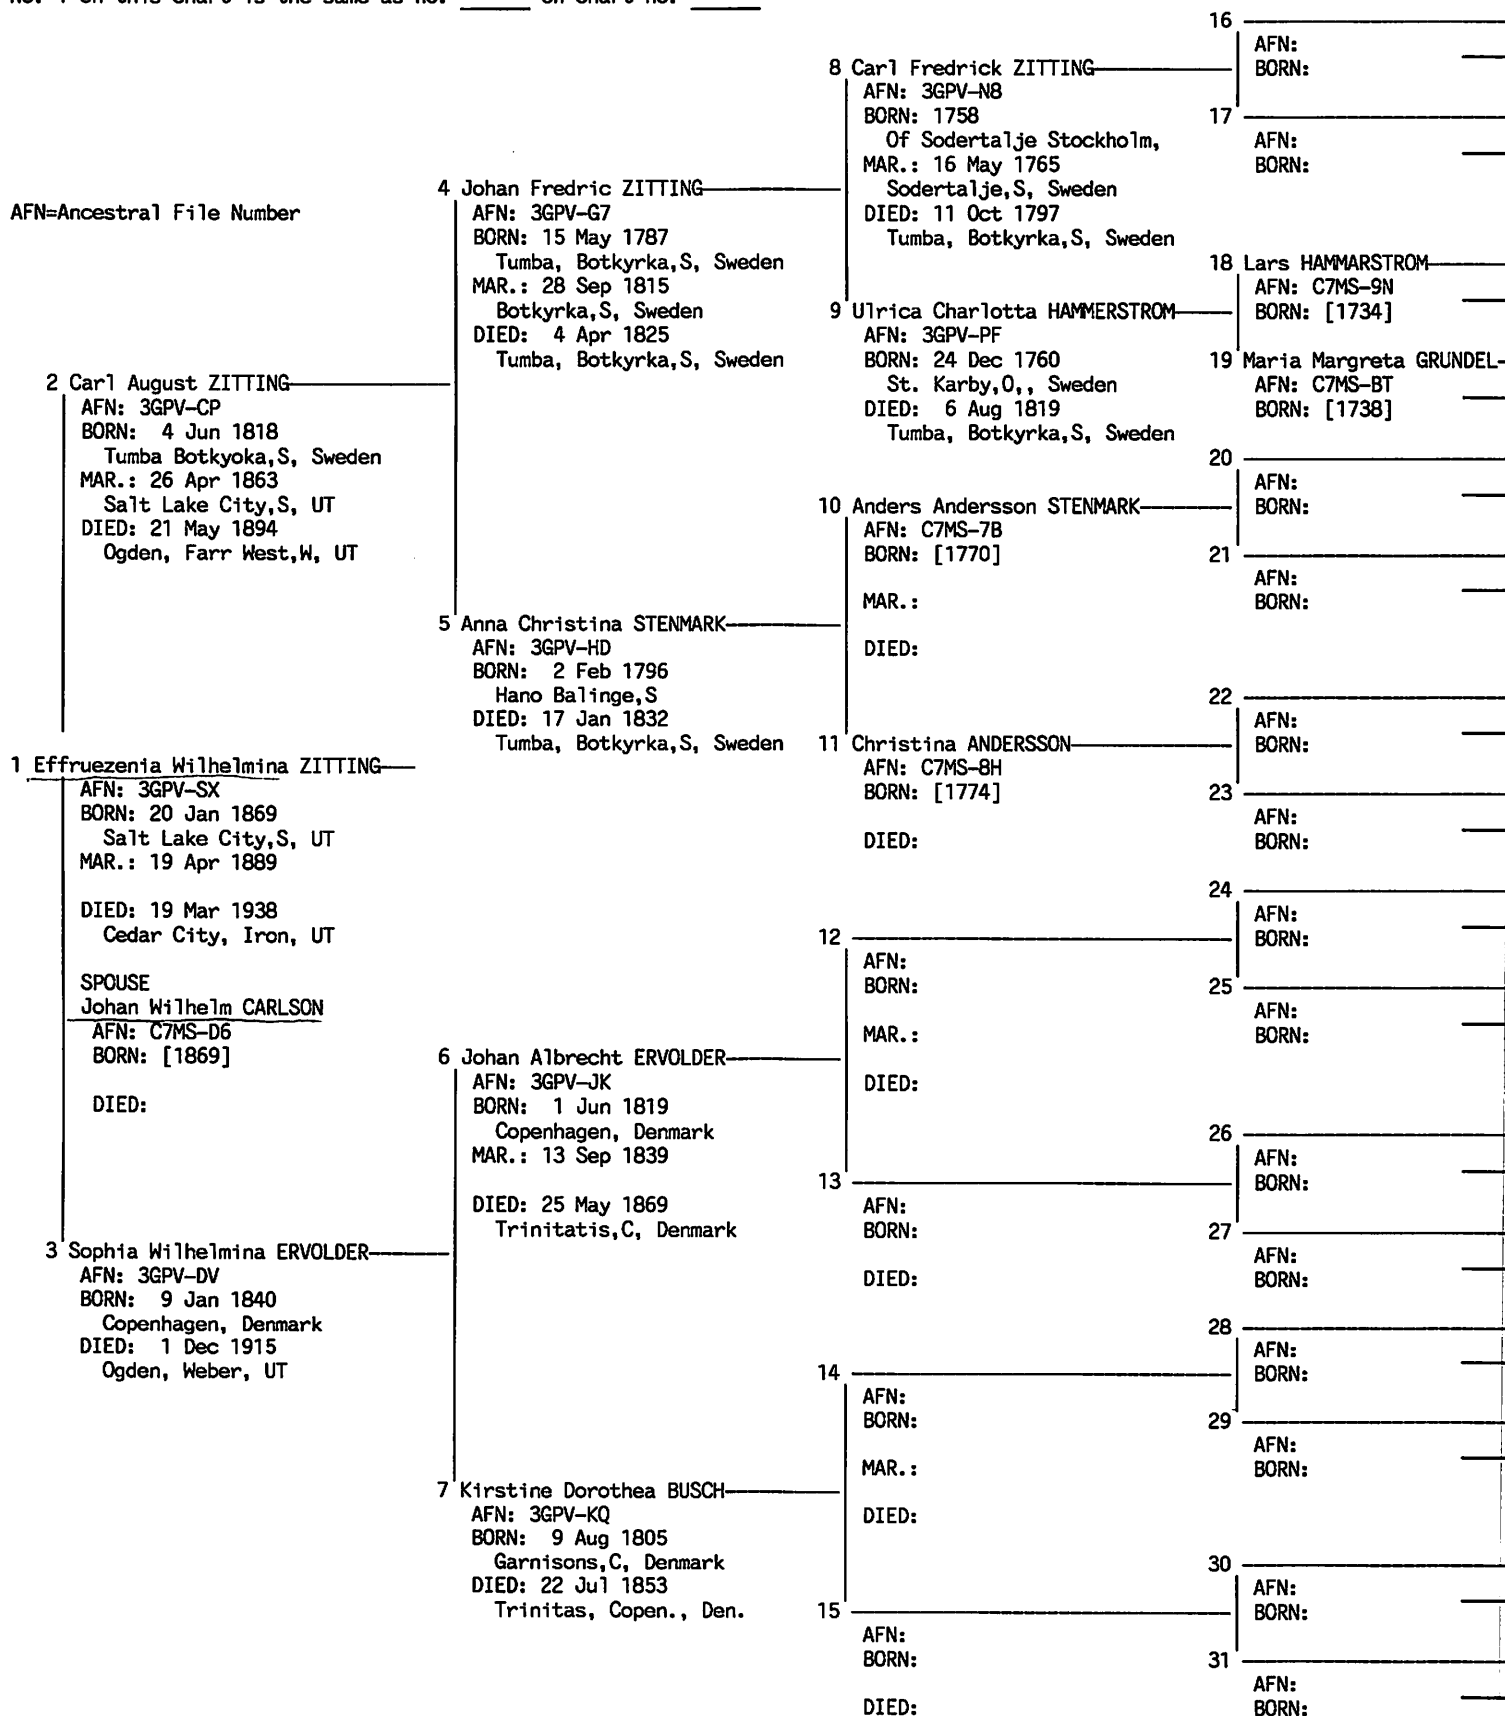 AFN=Ancestral File Number
1 Effruezenia Wilhelmina ZITTING
AFN: 3GPV-SX
BORN: 20 Jan 1869
Salt Lake City,S, UT
MAR.: 19 Apr 1889
DIED: 19 Mar 1938
Cedar City, Iron, UT
SPOUSE
Johan Wilhelm CARLSON
AFN: C7MS-D6
BORN: [1869]
DIED:
2 Carl August ZITTING
AFN: 3GPV-CP
BORN: 4 Jun 1818
Tumba Botkyoka,S, Sweden
MAR.: 26 Apr 1863
Salt Lake City,S, UT
DIED: 21 May 1894
Ogden, Farr West,W, UT
3 Sophia Wilhelmina ERVOLDER
AFN: 3GPV-DV
BORN: 9 Jan 1840
Copenhagen, Denmark
DIED: 1 Dec 1915
Ogden, Weber, UT
4 Johan Fredric ZITTING
AFN: 3GPV-G7
BORN: 15 May 1787
Tumba, Botkyrka,S, Sweden
MAR.: 28 Sep 1815
Botkyrka,S, Sweden
DIED: 4 Apr 1825
Tumba, Botkyrka,S, Sweden
5 Anna Christina STENMARK
AFN: 3GPV-HD
BORN: 2 Feb 1796
Hano Balinge,S
DIED: 17 Jan 1832
Tumba, Botkyrka,S, Sweden
6 Johan Albrecht ERVOLDER
AFN: 3GPV-JK
BORN: 1 Jun 1819
Copenhagen, Denmark
MAR.: 13 Sep 1839
DIED: 25 May 1869
Trinitatis,C, Denmark
7 Kirstine Dorothea BUSCH
AFN: 3GPV-KQ
BORN: 9 Aug 1805
Garnisons,C, Denmark
DIED: 22 Jul 1853
Trinitas, Copen., Den.
8 Carl Fredrick ZITTING
AFN: 3GPV-N8
BORN: 1758
Of Sodertalje Stockholm,
MAR.: 16 May 1765
Sodertalje,S, Sweden
DIED: 11 Oct 1797
Tumba, Botkyrka,S, Sweden
9 Ulrica Charlotta HAMMERSTROM
AFN: 3GPV-PF
BORN: 24 Dec 1760
St. Karby,O,, Sweden
DIED: 6 Aug 1819
Tumba, Botkyrka,S, Sweden
10 Anders Andersson STENMARK
AFN: C7MS-7B
BORN: [1770]
MAR.:
DIED:
11 Christina ANDERSSON
AFN: C7MS-8H
BORN: [1774]
DIED:
12
AFN:
BORN:
MAR.:
DIED:
13
AFN:
BORN:
DIED:
14
AFN:
BORN:
MAR.:
DIED:
15
AFN:
BORN:
DIED:
16
AFN:
BORN:
17
AFN:
BORN:
18 Lars HAMMARSTROM
AFN: C7MS-9N
BORN: [1734]
19 Maria Margreta GRUNDEL
AFN: C7MS-BT
BORN: [1738]
20
AFN:
BORN:
21
AFN:
BORN:
22
AFN:
BORN:
23
AFN:
BORN:
24
AFN:
BORN:
25
AFN:
BORN:
26
AFN:
BORN:
27
AFN:
BORN:
28
AFN:
BORN:
29
AFN:
BORN:
30
AFN:
BORN:
31
AFN:
BORN: